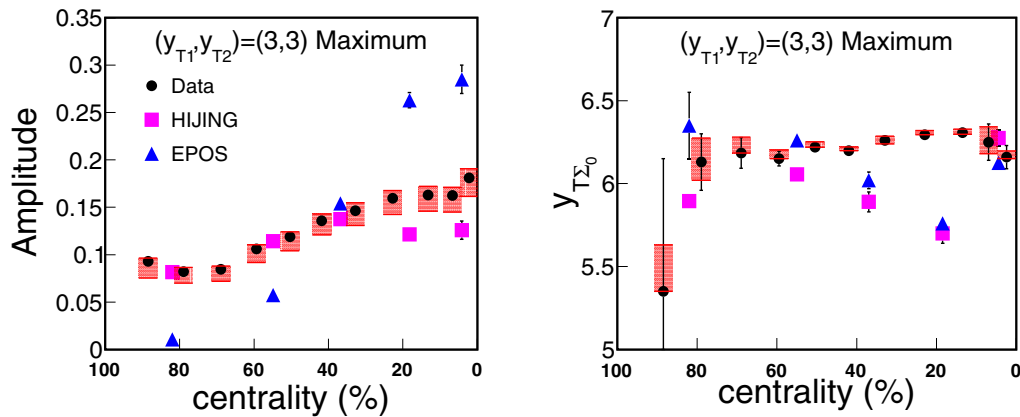 (y_T1,y_T2)=(3,3) Maximum
Data
HIJING
EPOS
Amplitude
0.35
0.3
0.25
0.2
0.15
0.1
0.05
0
100 80 60 40 20 0
centrality (%)
(y_T1,y_T2)=(3,3) Maximum
y_TΣ0
7
6.5
6
5.5
5
100 80 60 40 20 0
centrality (%)